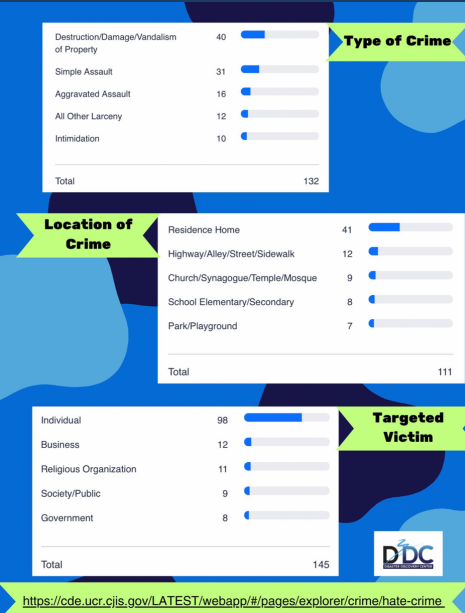 Type of Crime
Destruction/Damage/Vandalism
of Property 40
Simple Assault 31
Aggravated Assault 16
All Other Larceny 12
Intimidation 10
Total 132
Location of
Crime
Residence Home 41
Highway/Alley/Street/Sidewalk 12
Church/Synagogue/Temple/Mosque 9
School Elementary/Secondary 8
Park/Playground 7
Total 111
Targeted
Victim
Individual 98
Business 12
Religious Organization 11
Society/Public 9
Government 8
Total 145
DDC
DISASTER DISCOVERY CENTER
https://cde.ucr.cjis.gov/LATEST/webapp/#/pages/explorer/crime/hate-crime